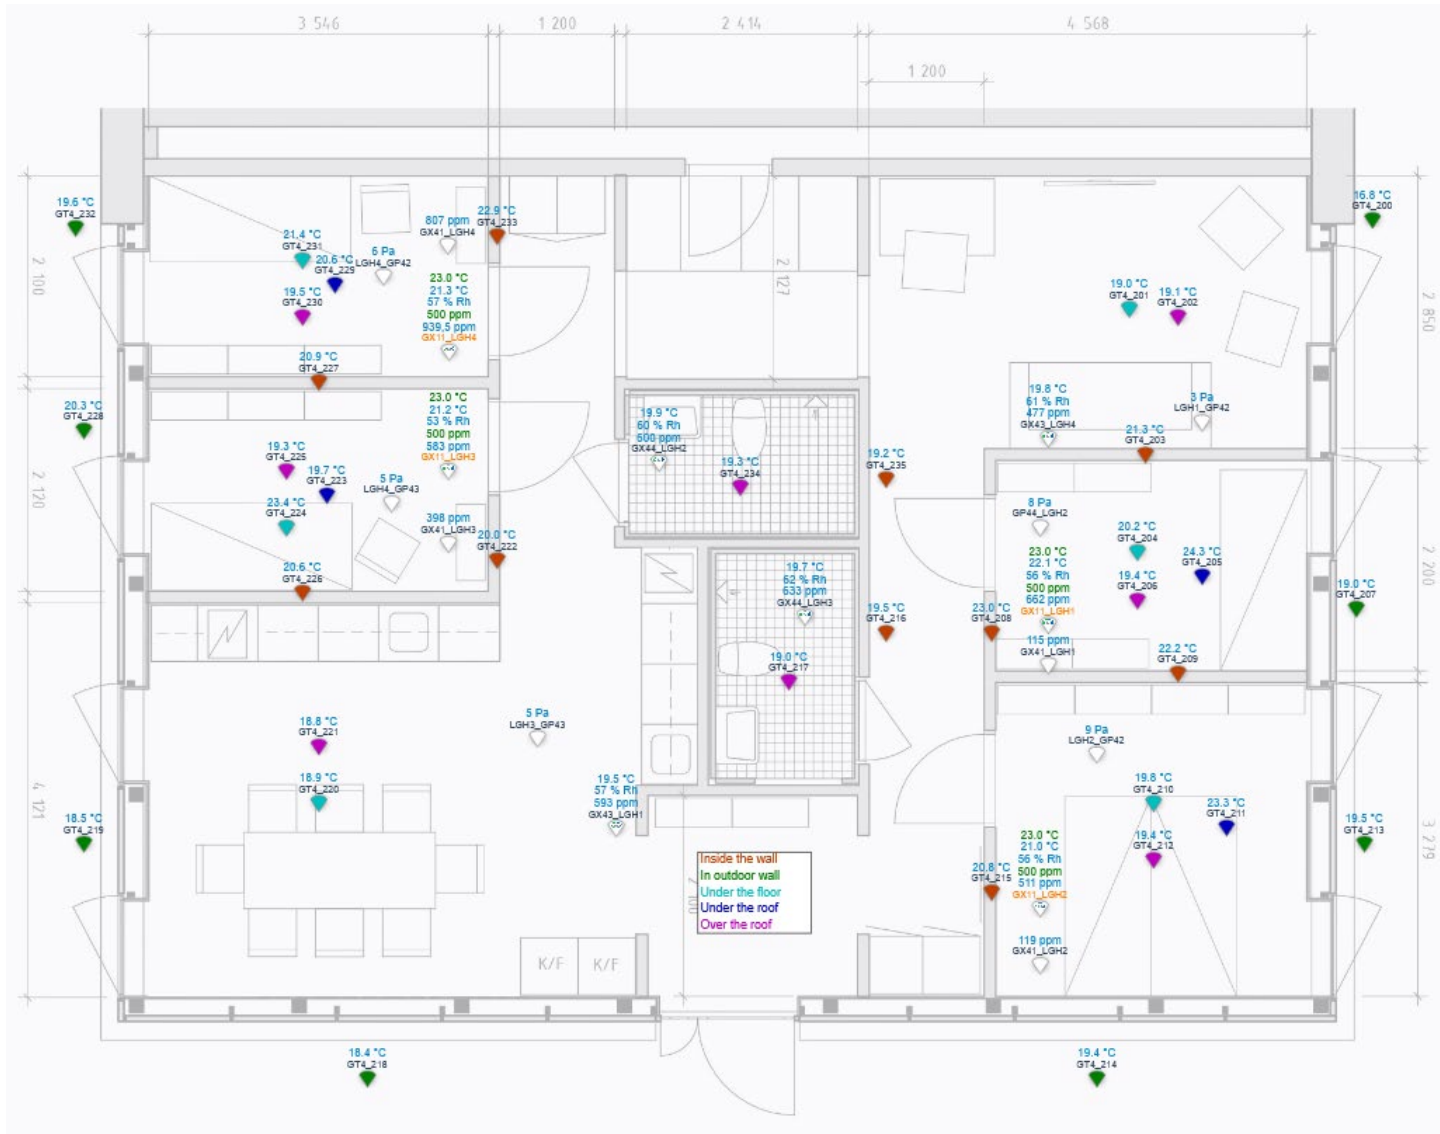 3 546
1 200
2 414
4 568
1 200
2 100
2 120
4 121
2 127
2 850
2 200
3 279
19.6 °C
GT4_232
21,4 °C
GT4_231
20.6 °C
GT4_229
19.5 °C
GT4_230
6 Pa
LGH4_GP42
807 ppm
GX41_LGH4
22.9 °C
GT4_233
23.0 °C
21.3 °C
57 % Rh
500 ppm
939,5 ppm
GX11_LGH4
20.9 °C
GT4_227
20.3 °C
GT4_228
19.3 °C
GT4_225
19.7 °C
GT4_223
23.4 °C
GT4_224
5 Pa
LGH4_GP43
23.0 °C
21.2 °C
53 % Rh
500 ppm
583 ppm
GX11_LGH3
398 ppm
GX41_LGH3
20.0 °C
GT4_222
20.6 °C
GT4_226
19.9 °C
60 % Rh
500 ppm
GX44_LGH2
19.3 °C
GT4_234
19.7 °C
62 % Rh
633 ppm
GX44_LGH3
19.0 °C
GT4_217
16.8 °C
GT4_200
19.0 °C
GT4_201
19.1 °C
GT4_202
19.8 °C
61 % Rh
477 ppm
GX43_LGH4
3 Pa
LGH1_GP42
21.3 °C
GT4_203
19.2 °C
GT4_235
8 Pa
GP44_LGH2
20.2 °C
GT4_204
24.3 °C
GT4_205
19.4 °C
GT4_206
23.0 °C
22.1 °C
56 % Rh
500 ppm
662 ppm
GX11_LGH1
115 ppm
GX41_LGH1
19.0 °C
GT4_207
19.5 °C
GT4_216
23.0 °C
GT4_208
22.2 °C
GT4_209
5 Pa
LGH3_GP43
18.8 °C
GT4_221
18.9 °C
GT4_220
18.5 °C
GT4_219
19.5 °C
57 % Rh
593 ppm
GX43_LGH1
9 Pa
LGH2_GP42
19.8 °C
GT4_210
23.3 °C
GT4_211
19.4 °C
GT4_212
19.5 °C
GT4_213
23.0 °C
21.0 °C
56 % Rh
500 ppm
511 ppm
GX11_LGH2
20.8 °C
GT4_215
119 ppm
GX41_LGH2
Inside the wall
In outdoor wall
Under the floor
Under the roof
Over the roof
K/F
K/F
18.4 °C
GT4_218
19.4 °C
GT4_214